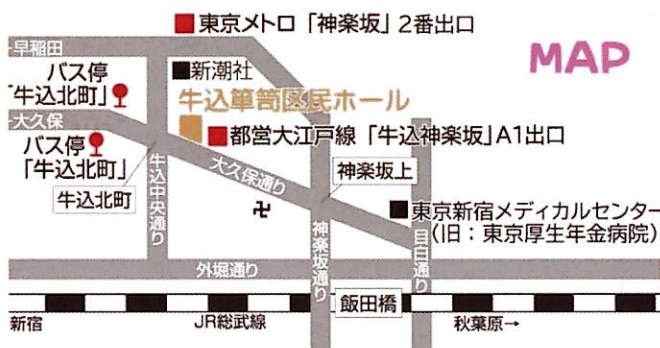 東京メトロ「神楽坂」2番出口
早稲田
MAP
バス停
「牛込北町」
新潮社
牛込箪笥区民ホール
大久保
都営大江戸線「牛込神楽坂」A1出口
バス停
「牛込北町」
大久保通り
神楽坂上
牛込北町
牛込中央通り
卍
東京新宿メディカルセンター
(旧:東京厚生年金病院)
神楽坂通り
目白通り
外堀通り
飯田橋
新宿
JR総武線
秋葉原→